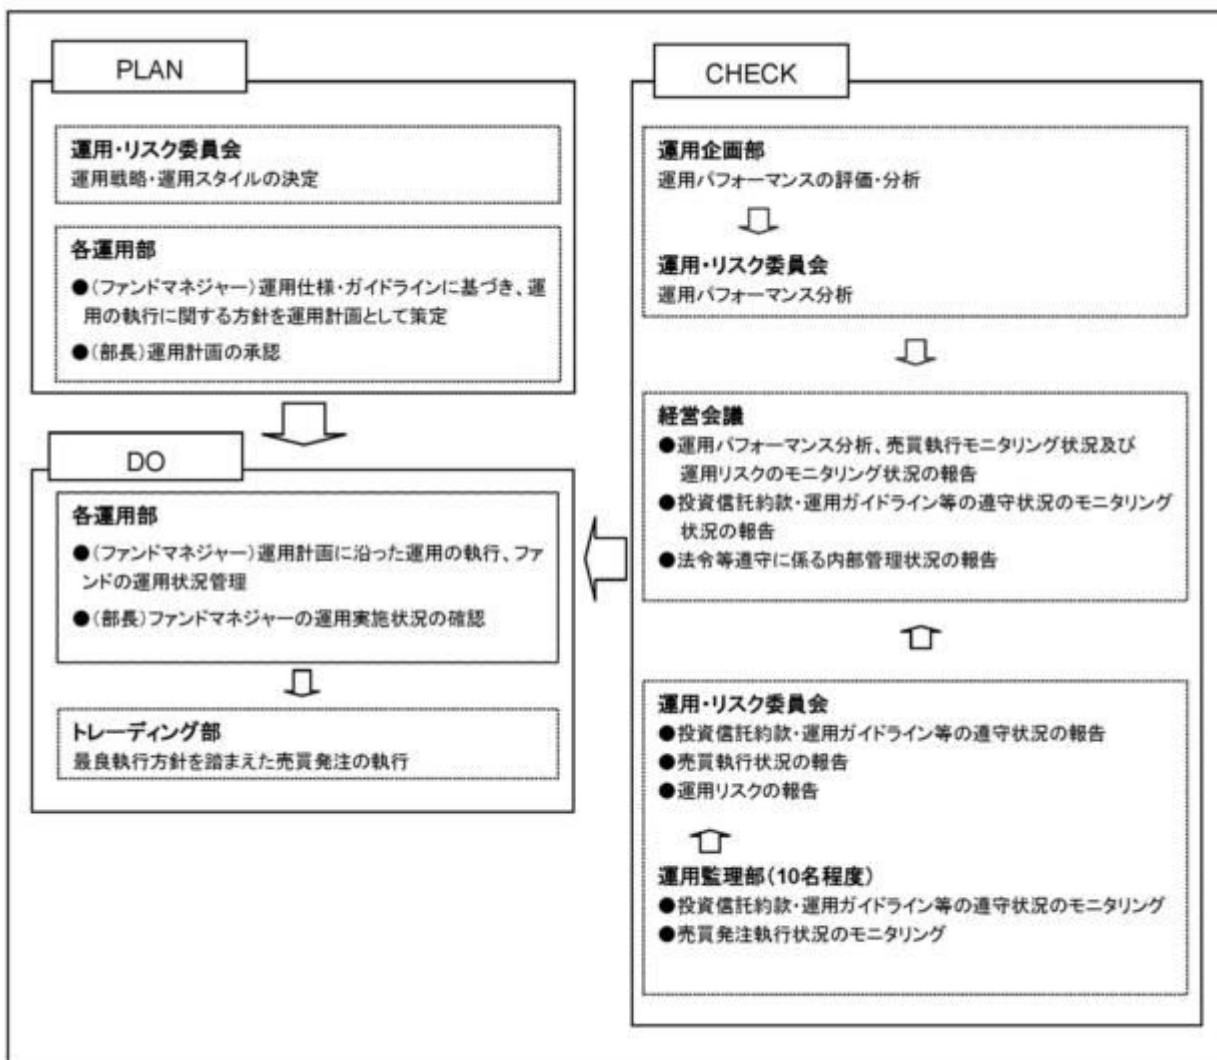 PLAN
運用・リスク委員会
運用戦略・運用スタイルの決定
各運用部
●(ファンドマネジャー)運用仕様・ガイドラインに基づき、運
用の執行に関する方針を運用計画として策定
●(部長)運用計画の承認
DO
各運用部
●(ファンドマネジャー)運用計画に沿った運用の執行、ファ
ンドの運用状況管理
●(部長)ファンドマネジャーの運用実施状況の確認
トレーディング部
最良執行方針を踏まえた売買発注の執行
CHECK
運用企画部
運用パフォーマンスの評価・分析
運用・リスク委員会
運用パフォーマンス分析
経営会議
●運用パフォーマンス分析、売買執行モニタリング状況及び
運用リスクのモニタリング状況の報告
●投資信託約款・運用ガイドライン等の遵守状況のモニタリング
状況の報告
●法令等遵守に係る内部管理状況の報告
運用・リスク委員会
●投資信託約款・運用ガイドライン等の遵守状況の報告
●売買執行状況の報告
●運用リスクの報告
運用監理部(10名程度)
●投資信託約款・運用ガイドライン等の遵守状況のモニタリング
●売買発注執行状況のモニタリング